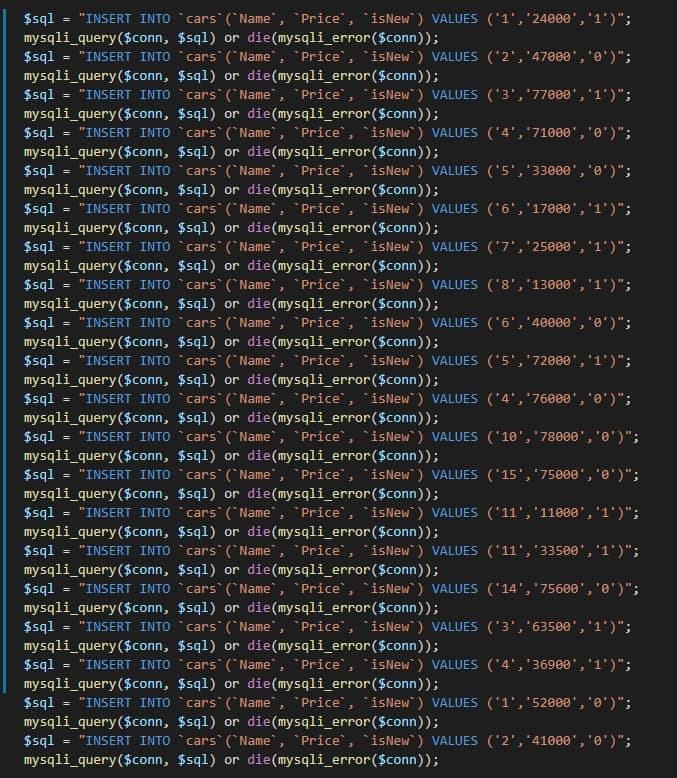 $sql = "INSERT INTO `cars`(`Name`, `Price`, `isNew`) VALUES ('1','24000','1')";
mysqli_query($conn, $sql) or die(mysqli_error($conn));
$sql = "INSERT INTO `cars`(`Name`, `Price`, `isNew`) VALUES ('2','47000','0')";
mysqli_query($conn, $sql) or die(mysqli_error($conn));
$sql = "INSERT INTO `cars`(`Name`, `Price`, `isNew`) VALUES ('3','77000','1')";
mysqli_query($conn, $sql) or die(mysqli_error($conn));
$sql = "INSERT INTO `cars`(`Name`, `Price`, `isNew`) VALUES ('4','71000','0')";
mysqli_query($conn, $sql) or die(mysqli_error($conn));
$sql = "INSERT INTO `cars`(`Name`, `Price`, `isNew`) VALUES ('5','33000','0')";
mysqli_query($conn, $sql) or die(mysqli_error($conn));
$sql = "INSERT INTO `cars`(`Name`, `Price`, `isNew`) VALUES ('6','17000','1')";
mysqli_query($conn, $sql) or die(mysqli_error($conn));
$sql = "INSERT INTO `cars`(`Name`, `Price`, `isNew`) VALUES ('7','25000','1')";
mysqli_query($conn, $sql) or die(mysqli_error($conn));
$sql = "INSERT INTO `cars`(`Name`, `Price`, `isNew`) VALUES ('8','13000','1')";
mysqli_query($conn, $sql) or die(mysqli_error($conn));
$sql = "INSERT INTO `cars`(`Name`, `Price`, `isNew`) VALUES ('6','40000','0')";
mysqli_query($conn, $sql) or die(mysqli_error($conn));
$sql = "INSERT INTO `cars`(`Name`, `Price`, `isNew`) VALUES ('5','72000','1')";
mysqli_query($conn, $sql) or die(mysqli_error($conn));
$sql = "INSERT INTO `cars`(`Name`, `Price`, `isNew`) VALUES ('4','76000','0')";
mysqli_query($conn, $sql) or die(mysqli_error($conn));
$sql = "INSERT INTO `cars`(`Name`, `Price`, `isNew`) VALUES ('10','78000','0')";
mysqli_query($conn, $sql) or die(mysqli_error($conn));
$sql = "INSERT INTO `cars`(`Name`, `Price`, `isNew`) VALUES ('15','75000','0')";
mysqli_query($conn, $sql) or die(mysqli_error($conn));
$sql = "INSERT INTO `cars`(`Name`, `Price`, `isNew`) VALUES ('11','11000','1')";
mysqli_query($conn, $sql) or die(mysqli_error($conn));
$sql = "INSERT INTO `cars`(`Name`, `Price`, `isNew`) VALUES ('11','33500','1')";
mysqli_query($conn, $sql) or die(mysqli_error($conn));
$sql = "INSERT INTO `cars`(`Name`, `Price`, `isNew`) VALUES ('14','75600','0')";
mysqli_query($conn, $sql) or die(mysqli_error($conn));
$sql = "INSERT INTO `cars`(`Name`, `Price`, `isNew`) VALUES ('3','63500','1')";
mysqli_query($conn, $sql) or die(mysqli_error($conn));
$sql = "INSERT INTO `cars`(`Name`, `Price`, `isNew`) VALUES ('4','36900','1')";
mysqli_query($conn, $sql) or die(mysqli_error($conn));
$sql = "INSERT INTO `cars`(`Name`, `Price`, `isNew`) VALUES ('1','52000','0')";
mysqli_query($conn, $sql) or die(mysqli_error($conn));
$sql = "INSERT INTO `cars`(`Name`, `Price`, `isNew`) VALUES ('2','41000','0')";
mysqli_query($conn, $sql) or die(mysqli_error($conn));